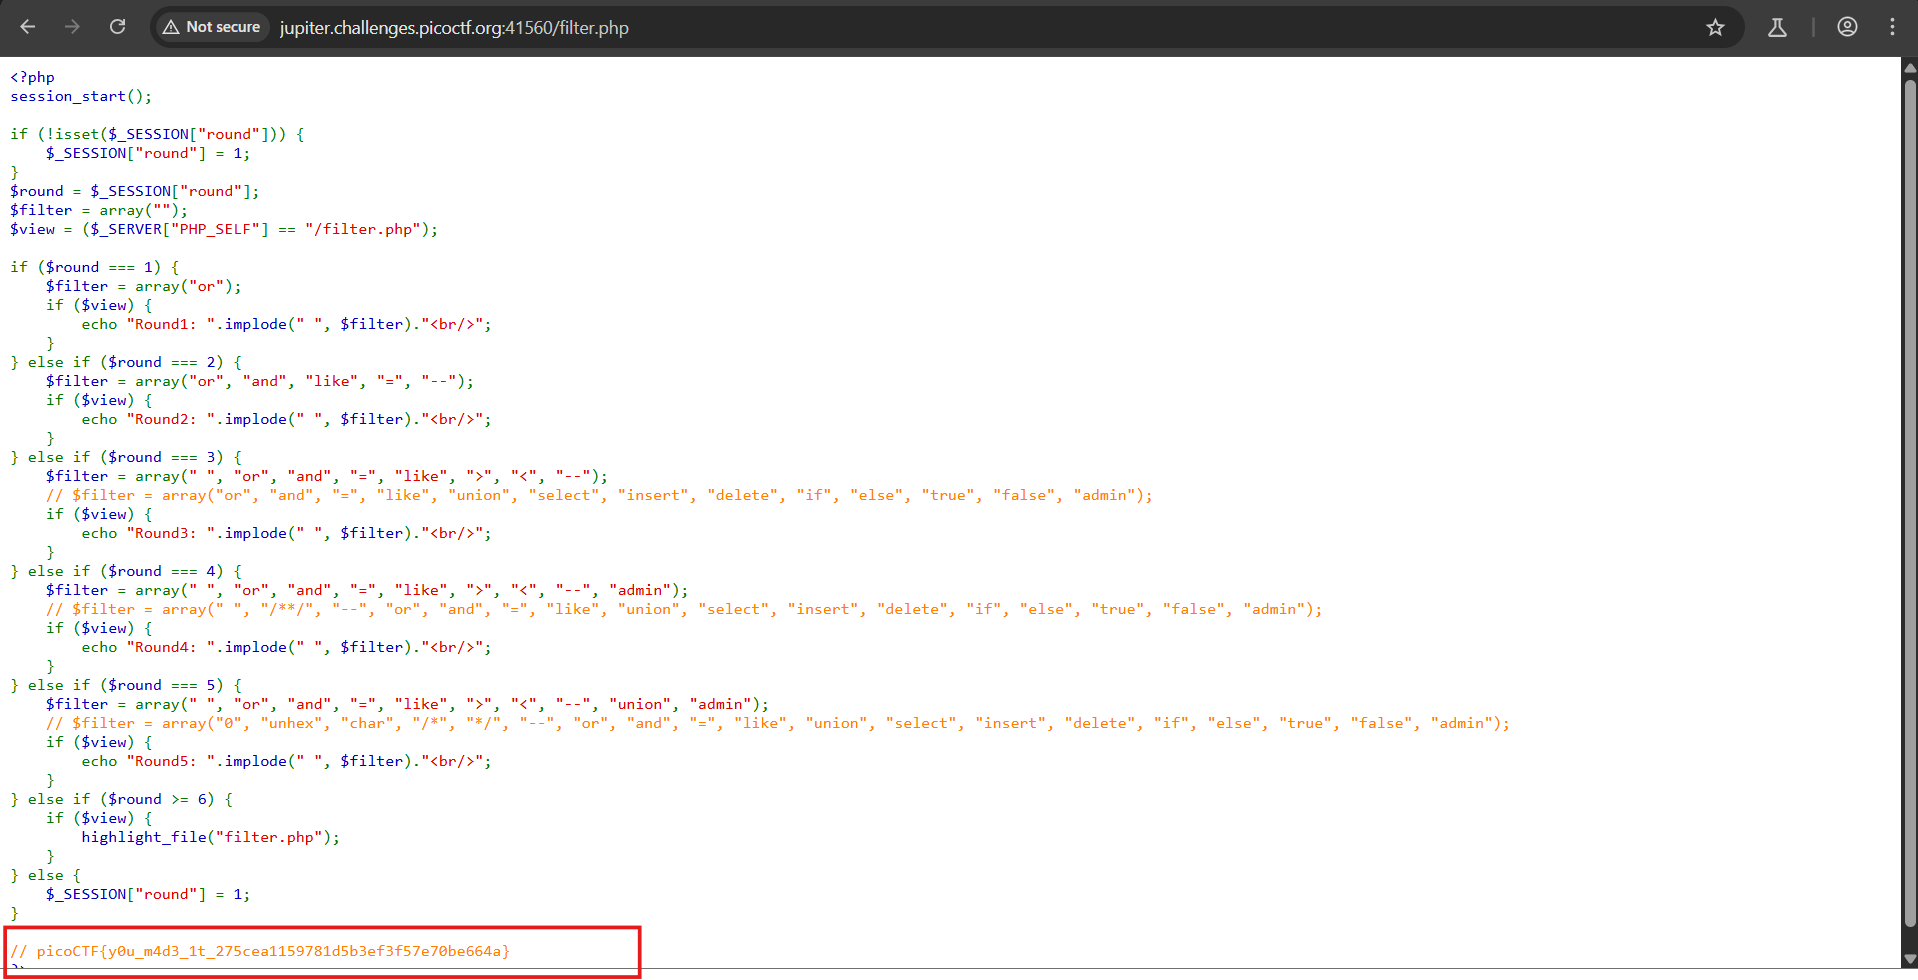 Not secure jupiter.challenges.picoctf.org:41560/filter.php
<?php
session_start();
if (!isset($_SESSION["round"])) {
    $_SESSION["round"] = 1;
}
$round = $_SESSION["round"];
$filter = array("");
$view = ($_SERVER["PHP_SELF"] == "/filter.php");
if ($round === 1) {
    $filter = array("or");
    if ($view) {
        echo "Round1: ".implode(" ", $filter)."<br/>";
    }
} else if ($round === 2) {
    $filter = array("or", "and", "like", "=", "--");
    if ($view) {
        echo "Round2: ".implode(" ", $filter)."<br/>";
    }
} else if ($round === 3) {
    $filter = array(" ", "or", "and", "=", "like", ">", "<", "--");
    // $filter = array("or", "and", "=", "like", "union", "select", "insert", "delete", "if", "else", "true", "false", "admin");
    if ($view) {
        echo "Round3: ".implode(" ", $filter)."<br/>";
    }
} else if ($round === 4) {
    $filter = array(" ", "or", "and", "=", "like", ">", "<", "--", "admin");
    // $filter = array(" ", "/**/", "--", "or", "and", "=", "like", "union", "select", "insert", "delete", "if", "else", "true", "false", "admin");
    if ($view) {
        echo "Round4: ".implode(" ", $filter)."<br/>";
    }
} else if ($round === 5) {
    $filter = array(" ", "or", "and", "=", "like", ">", "<", "--", "union", "admin");
    // $filter = array("0", "unhex", "char", "/*", "*/", "--", "or", "and", "=", "like", "union", "select", "insert", "delete", "if", "else", "true", "false", "admin");
    if ($view) {
        echo "Round5: ".implode(" ", $filter)."<br/>";
    }
} else if ($round >= 6) {
    if ($view) {
        highlight_file("filter.php");
    }
} else {
    $_SESSION["round"] = 1;
}
// picoCTF{y0u_m4d3_1t_275cea1159781d5b3ef3f57e70be664a}